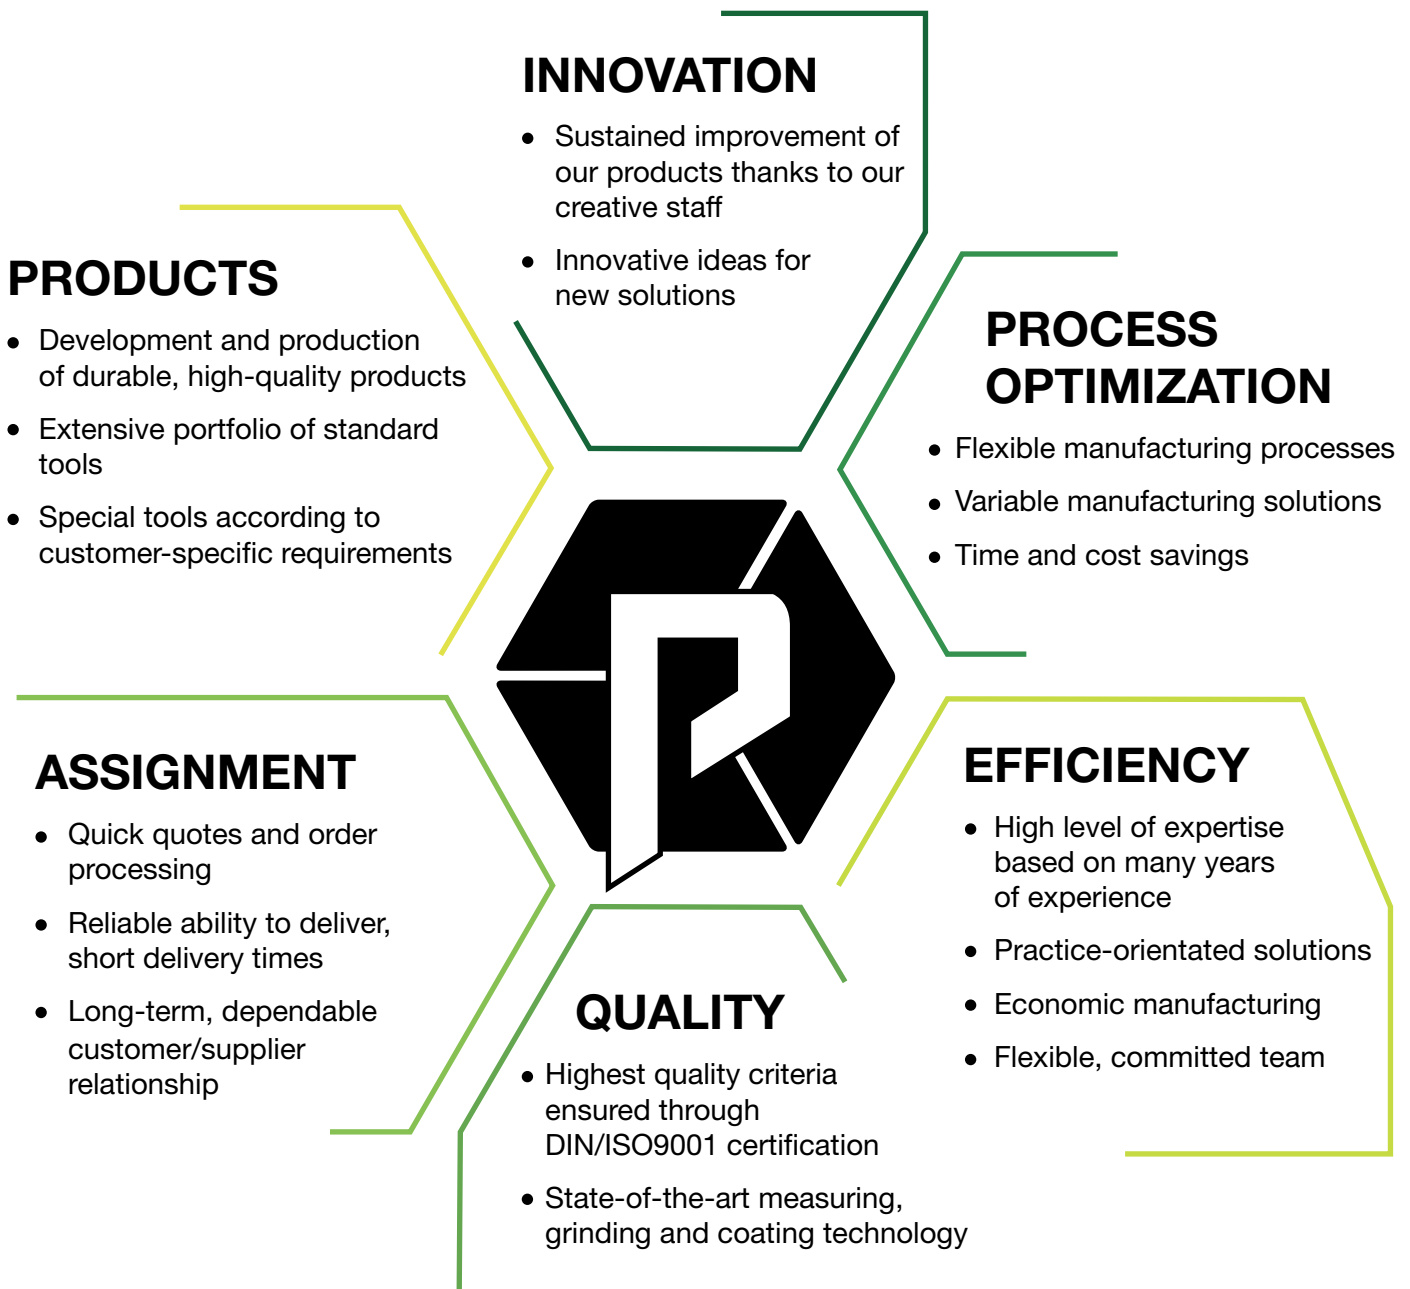 INNOVATION
• Sustained improvement of
our products thanks to our
creative staff
• Innovative ideas for
new solutions
PRODUCTS
• Development and production
of durable, high-quality products
• Extensive portfolio of standard
tools
• Special tools according to
customer-specific requirements
PROCESS
OPTIMIZATION
• Flexible manufacturing processes
• Variable manufacturing solutions
• Time and cost savings
P
ASSIGNMENT
• Quick quotes and order
processing
• Reliable ability to deliver,
short delivery times
• Long-term, dependable
customer/supplier
relationship
EFFICIENCY
• High level of expertise
based on many years
of experience
• Practice-orientated solutions
• Economic manufacturing
• Flexible, committed team
QUALITY
• Highest quality criteria
ensured through
DIN/ISO9001 certification
• State-of-the-art measuring,
grinding and coating technology